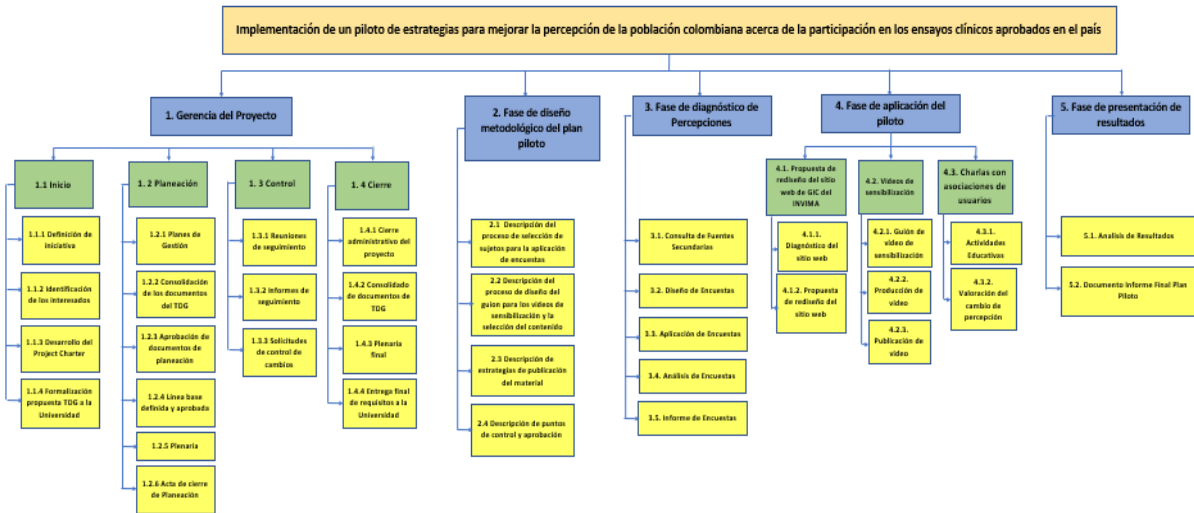 Implementación de un piloto de estrategias para mejorar la percepción de la población colombiana acerca de la participación en los ensayos clínicos aprobados en el país
1. Gerencia del Proyecto
2. Fase de diseño
metodológico del plan
piloto
3. Fase de diagnóstico de
Percepciones
4. Fase de aplicación del
piloto
5. Fase de presentación de
resultados
1.1 Inicio
1. 2 Planeación
1. 3 Control
1. 4 Cierre
4.1. Propuesta de
rediseño del sitio
web de GIC del
INVIMA
4.2. Videos de
sensibilización
4.3. Charlas con
asociaciones de
usuarios
1.1.1 Definición de
iniciativa
1.1.2 Identificación
de los interesados
1.1.3 Desarrollo del
Project Charter
1.1.4 Formalización
propuesta TDG a la
Universidad
1.2.1 Planes de
Gestión
1.2.2 Consolidación
de los documentos
del TDG
1.2.3 Aprobación de
documentos de
planeación
1.2.4 Línea base
definida y aprobada
1.2.5 Plenaria
1.2.6 Acta de cierre
de Planeación
1.3.1 Reuniones de
seguimiento
1.3.2 Informes de
seguimiento
1.3.3 Solicitudes
de control de
cambios
1.4.1 Cierre
administrativo del
proyecto
1.4.2 Consolidado
de documentos de
TDG
1.4.3 Plenaria
final
1.4.4 Entrega final
de requisitos a la
Universidad
2.1 Descripción del
proceso de selección de
sujetos para la aplicación
de encuestas
2.2 Descripción del
proceso de diseño del
guion para los videos de
sensibilización y la
selección del contenido
2.3 Descripción de
estrategias de publicación
del material
2.4 Descripción de puntos
de control y aprobación
3.1. Consulta de Fuentes
Secundarias
3.2. Diseño de Encuestas
3.3. Aplicación de Encuestas
3.4. Análisis de Encuestas
3.5. Informe de Encuestas
4.1.1.
Diagnóstico del
sitio web
4.1.2. Propuesta
de rediseño del
sitio web
4.2.1. Guión de
video de
sensibilización
4.2.2.
Producción de
video
4.2.3.
Publicación de
video
4.3.1.
Actividades
Educativas
4.3.2.
Valoración del
cambio de
percepción
5.1. Analisis de Resultados
5.2. Documento Informe Final Plan
Piloto